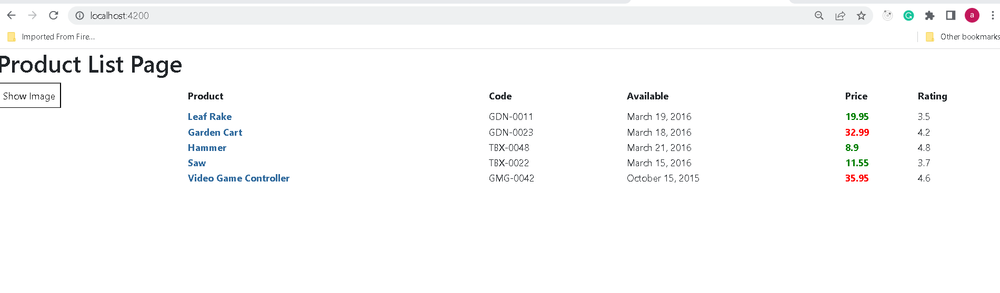 localhost:4200
a
Imported From Fire...
Other bookmarks
Product List Page
Show Image Product Code Available Price Rating
Leaf Rake GDN-0011 March 19, 2016 19.95 3.5
Garden Cart GDN-0023 March 18, 2016 32.99 4.2
Hammer TBX-0048 March 21, 2016 8.9 4.8
Saw TBX-0022 March 15, 2016 11.55 3.7
Video Game Controller GMG-0042 October 15, 2015 35.95 4.6